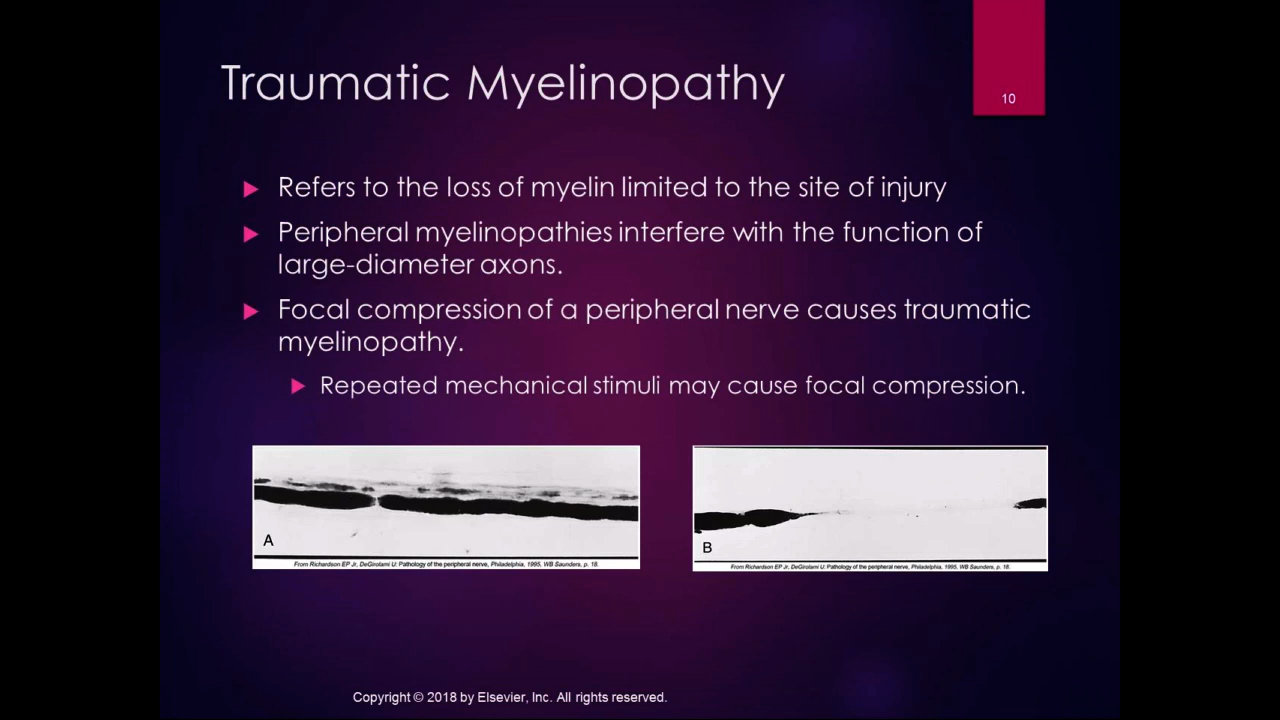 Traumatic Myelinopathy
10
Refers to the loss of myelin limited to the site of injury
Peripheral myelinopathies interfere with the function of
large-diameter axons.
Focal compression of a peripheral nerve causes traumatic
myelinopathy.
Repeated mechanical stimuli may cause focal compression.
A
From Richardson EP Jr, DeGirolami U: Pathology of the peripheral nerve, Philadelphia, 1995, WB Saunders, p. 18.
B
From Richardson EP Jr, DeGirolami U: Pathology of the peripheral nerve, Philadelphia, 1995, WB Saunders, p. 18.
Copyright © 2018 by Elsevier, Inc. All rights reserved.